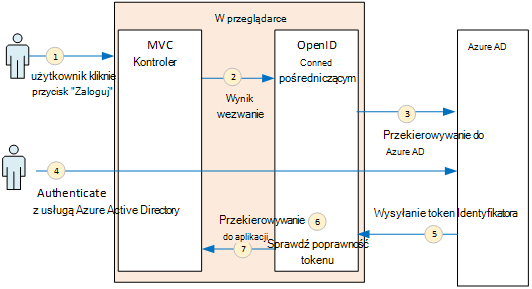 W przeglądarce
MVC
Kontroler
OpenID
Conned
pośredniczącym
Azure AD
1
użytkownik kliknie
przycisk "Zaloguj"
2
Wynik
wezwanie
3
Przekierowywanie do
Azure AD
4
Authenticate
z usługą Azure Active Directory
Wysyłanie token Identyfikatora
5
6
Sprawdź poprawność
tokenu
Przekierowywanie
do aplikacji
7